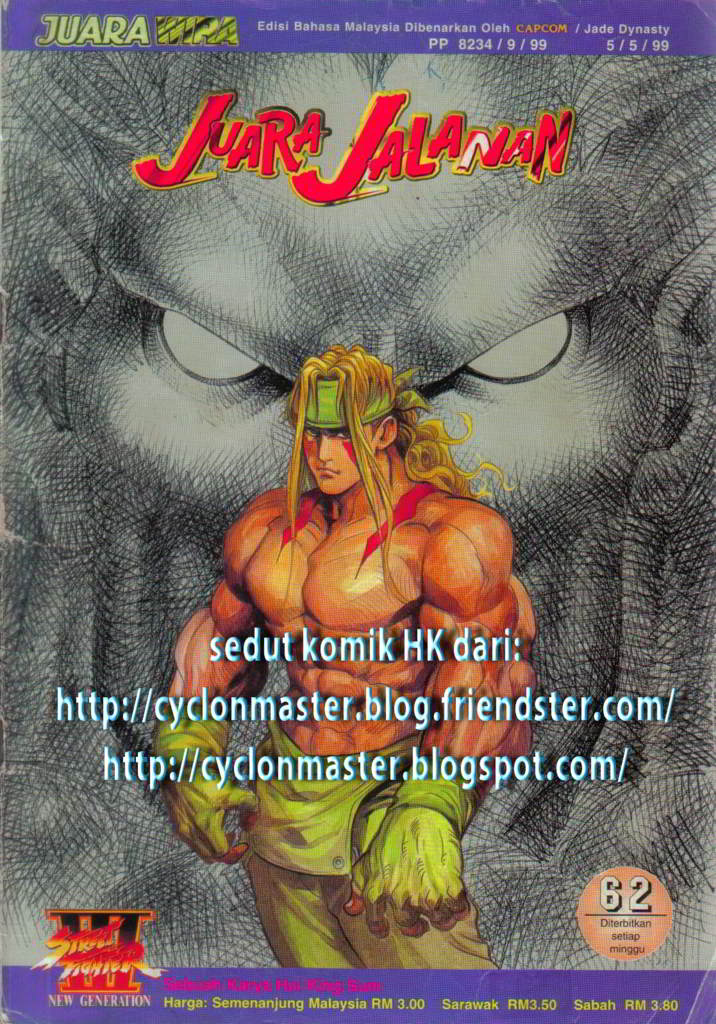 JUARA WIRA
Edisi Bahasa Malaysia Dibenarkan Oleh CAPCOM / Jade Dynasty
PP 8234 / 9 / 99 5 / 5 / 99
JUARA JALANAN
sedut komik HK dari:
http://cyclonmaster.blog.friendster.com/
http://cyclonmaster.blogspot.com/
62
Diterbitkan
setiap
minggu
III
STREET
FIGHTER
NEW GENERATION
Sebuah Karya Hui King Sum
Harga: Semenanjung Malaysia RM 3.00 Sarawak RM3.50 Sabah RM 3.80